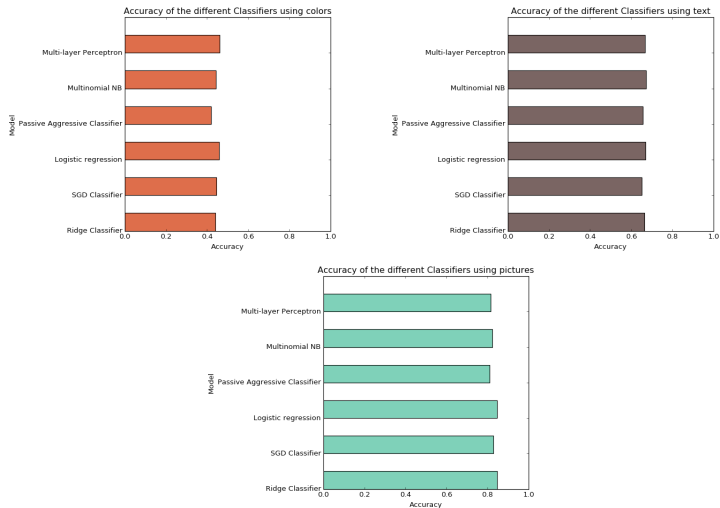 Accuracy of the different Classifiers using colors
Model
Multi-layer Perceptron
Multinomial NB
Passive Aggressive Classifier
Logistic regression
SGD Classifier
Ridge Classifier
0.0 0.2 0.4 0.6 0.8 1.0
Accuracy
Accuracy of the different Classifiers using text
Model
Multi-layer Perceptron
Multinomial NB
Passive Aggressive Classifier
Logistic regression
SGD Classifier
Ridge Classifier
0.0 0.2 0.4 0.6 0.8 1.0
Accuracy
Accuracy of the different Classifiers using pictures
Model
Multi-layer Perceptron
Multinomial NB
Passive Aggressive Classifier
Logistic regression
SGD Classifier
Ridge Classifier
0.0 0.2 0.4 0.6 0.8 1.0
Accuracy